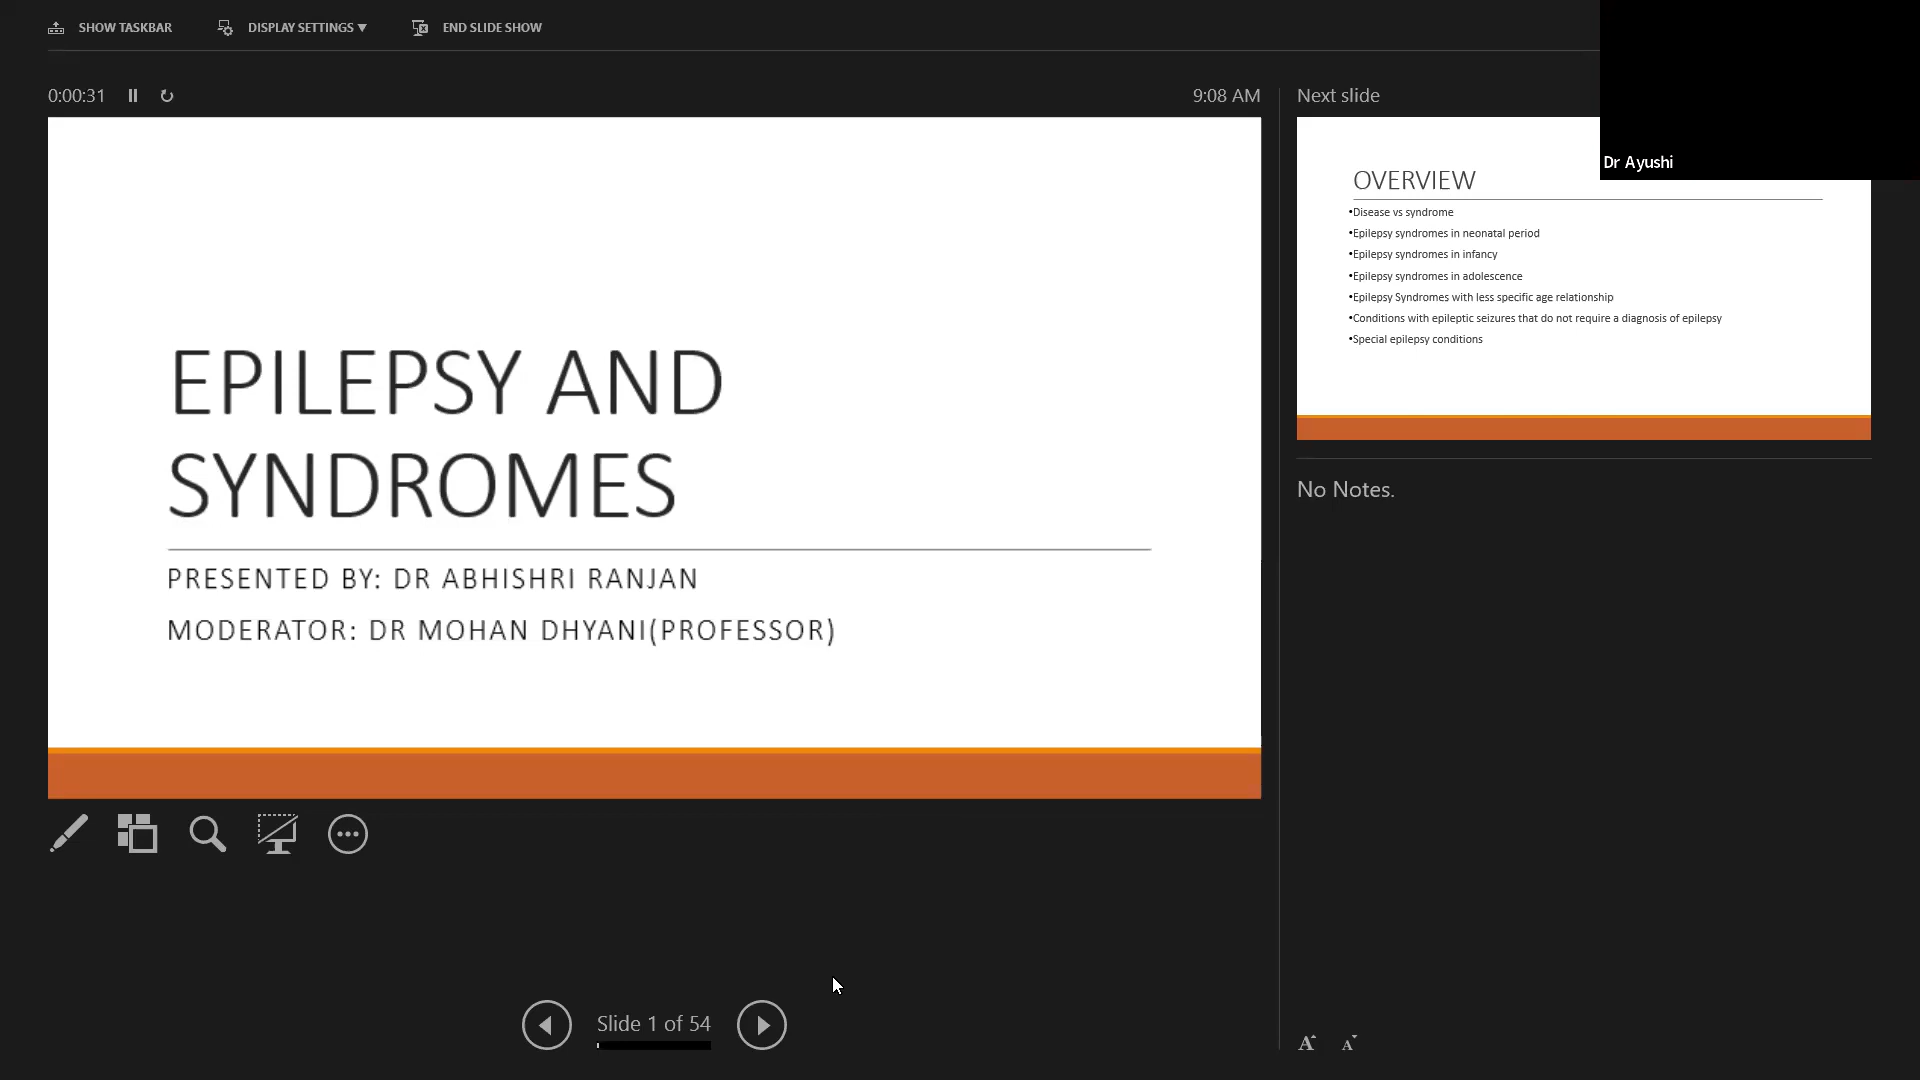 SHOW TASKBAR
DISPLAY SETTINGS ▼
END SLIDE SHOW
0:00:31
9:08 AM
EPILEPSY AND
SYNDROMES
PRESENTED BY: DR ABHISHRI RANJAN
MODERATOR: DR MOHAN DHYANI(PROFESSOR)
Slide 1 of 54
Next slide
Dr Ayushi
OVERVIEW
•Disease vs syndrome
•Epilepsy syndromes in neonatal period
•Epilepsy syndromes in infancy
•Epilepsy syndromes in adolescence
•Epilepsy Syndromes with less specific age relationship
•Conditions with epileptic seizures that do not require a diagnosis of epilepsy
•Special epilepsy conditions
No Notes.
A A